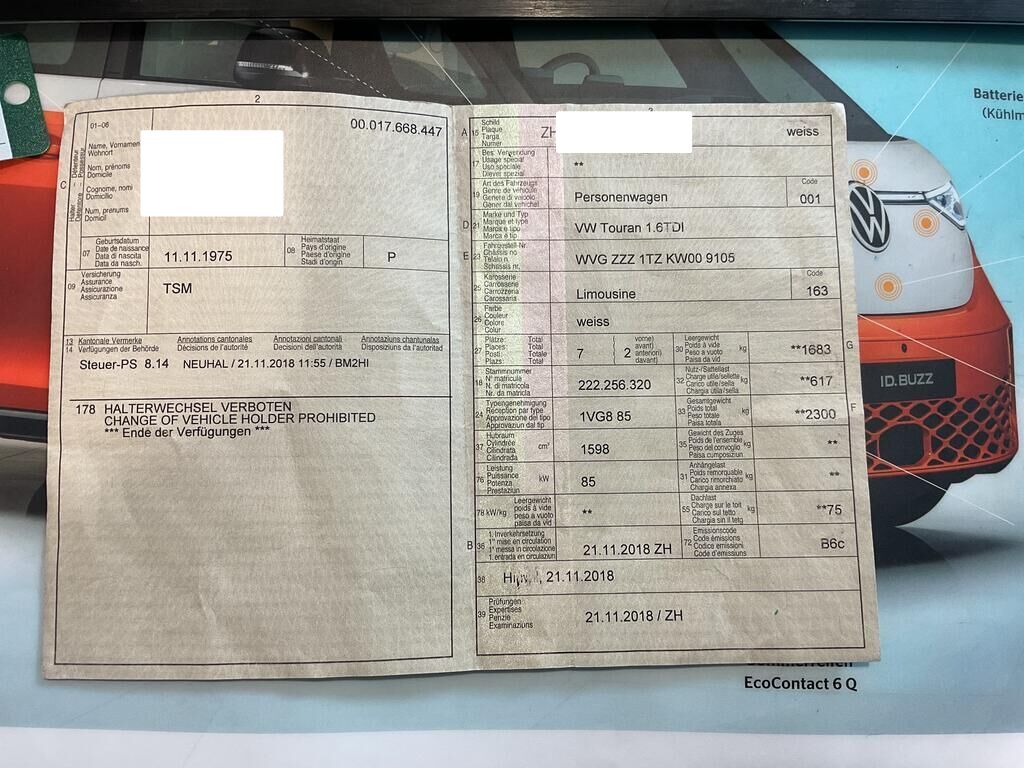 2
01-06
00.017.668.447
C
Halter
Détenteur
Detentore
Possessur
Name, Vornamen
Wohnort
Nom, prénoms
Domicile
Cognome, nomi
Domicilio
Num, prenums
Domicil
07 Geburtsdatum
Date de naissance
Data di nascita
Data da nasch.
11.11.1975
08 Heimatstaat
Pays d'origine
Paese d'origine
Stadi d'origin
P
09 Versicherung
Assurance
Assicurazione
Assicuranza
TSM
13 Kantonale Vermerke Annotations cantonales Annotazioni cantonali Annotaziuns chantunalas
14 Verfügungen der Behörde Décisions de l'autorité Decisioni dell'autorità Disposiziuns da l'autoritad
Steuer-PS 8.14 NEUHAL / 21.11.2018 11:55 / BM2HI
178 HALTERWECHSEL VERBOTEN
CHANGE OF VEHICLE HOLDER PROHIBITED
*** Ende der Verfügungen ***
A 15 Schild
Plaque
Targa
Numer
ZH
weiss
17 Bes. Verwendung
Usage spécial
Uso speciale
Diever spezial
**
19 Art des Fahrzeugs
Genre de véhicule
Genere di veicolo
Gener dal vehichel
Personenwagen
Code
001
D 21 Marke und Typ
Marque et type
Marca e tipo
Marca e tip
VW Touran 1.6TDI
E 23 Fahrgestell-Nr.
Châssis no
Telaio n.
Schassis nr.
WVG ZZZ 1TZ KW00 9105
25 Karosserie
Carrosserie
Carrozzeria
Carossaria
Limousine
Code
163
26 Farbe
Couleur
Colore
Colur
weiss
27 Plätze: Total
Places: Total
Posti: Totale
Plazs: Total
7
vorne)
avant)
( 2 anteriori)
davant)
G
30 Leergewicht
Poids à vide
Peso a vuoto
Paisa da vid
kg
**1683
18 Stammnummer
N° matricule
N. di matricola
Nr. da matricla
222.256.320
32 Nutz-/Sattellast
Charge utile/sellette
Carico utile/sella
Chargia utila/sella
kg
**617
24 Typengenehmigung
Réception par type
Approvazione del tipo
Approvaziun dal tip
1VG8 85
F
33 Gesamtgewicht
Poids total
Peso totale
Paisa totala
kg
**2300
37 Hubraum
Cylindrée
Cilindrata
Cilindrada
cm³
1598
35 Gewicht des Zuges
Poids de l'ensemble
Peso del convoglio
Paisa cumposiziun
kg
**
76 Leistung
Puissance
Potenza
Prestaziun
kW
85
31 Anhängelast
Poids remorquable
Carico rimorchiato
Chargia annexa
kg
**
78 kW/kg Leergewicht
poids à vide
peso a vuoto
paisa da vid
**
55 Dachlast
Charge sur le toit
Carico sul tetto
Chargia sin il tetg
kg
**75
B 36 1. Inverkehrsetzung
1re mise en circulation
1a messa in circolazione
1. entrada en circulaziun
21.11.2018 ZH
72 Emissionscode
Code émissions
Codice emissioni
Code d'emissiuns
B6c
38
21.11.2018
39 Prüfungen
Expertises
Perizie
Examinaziuns
21.11.2018 / ZH
Batterie
(Kühlm
ID.BUZZ
EcoContact 6 Q